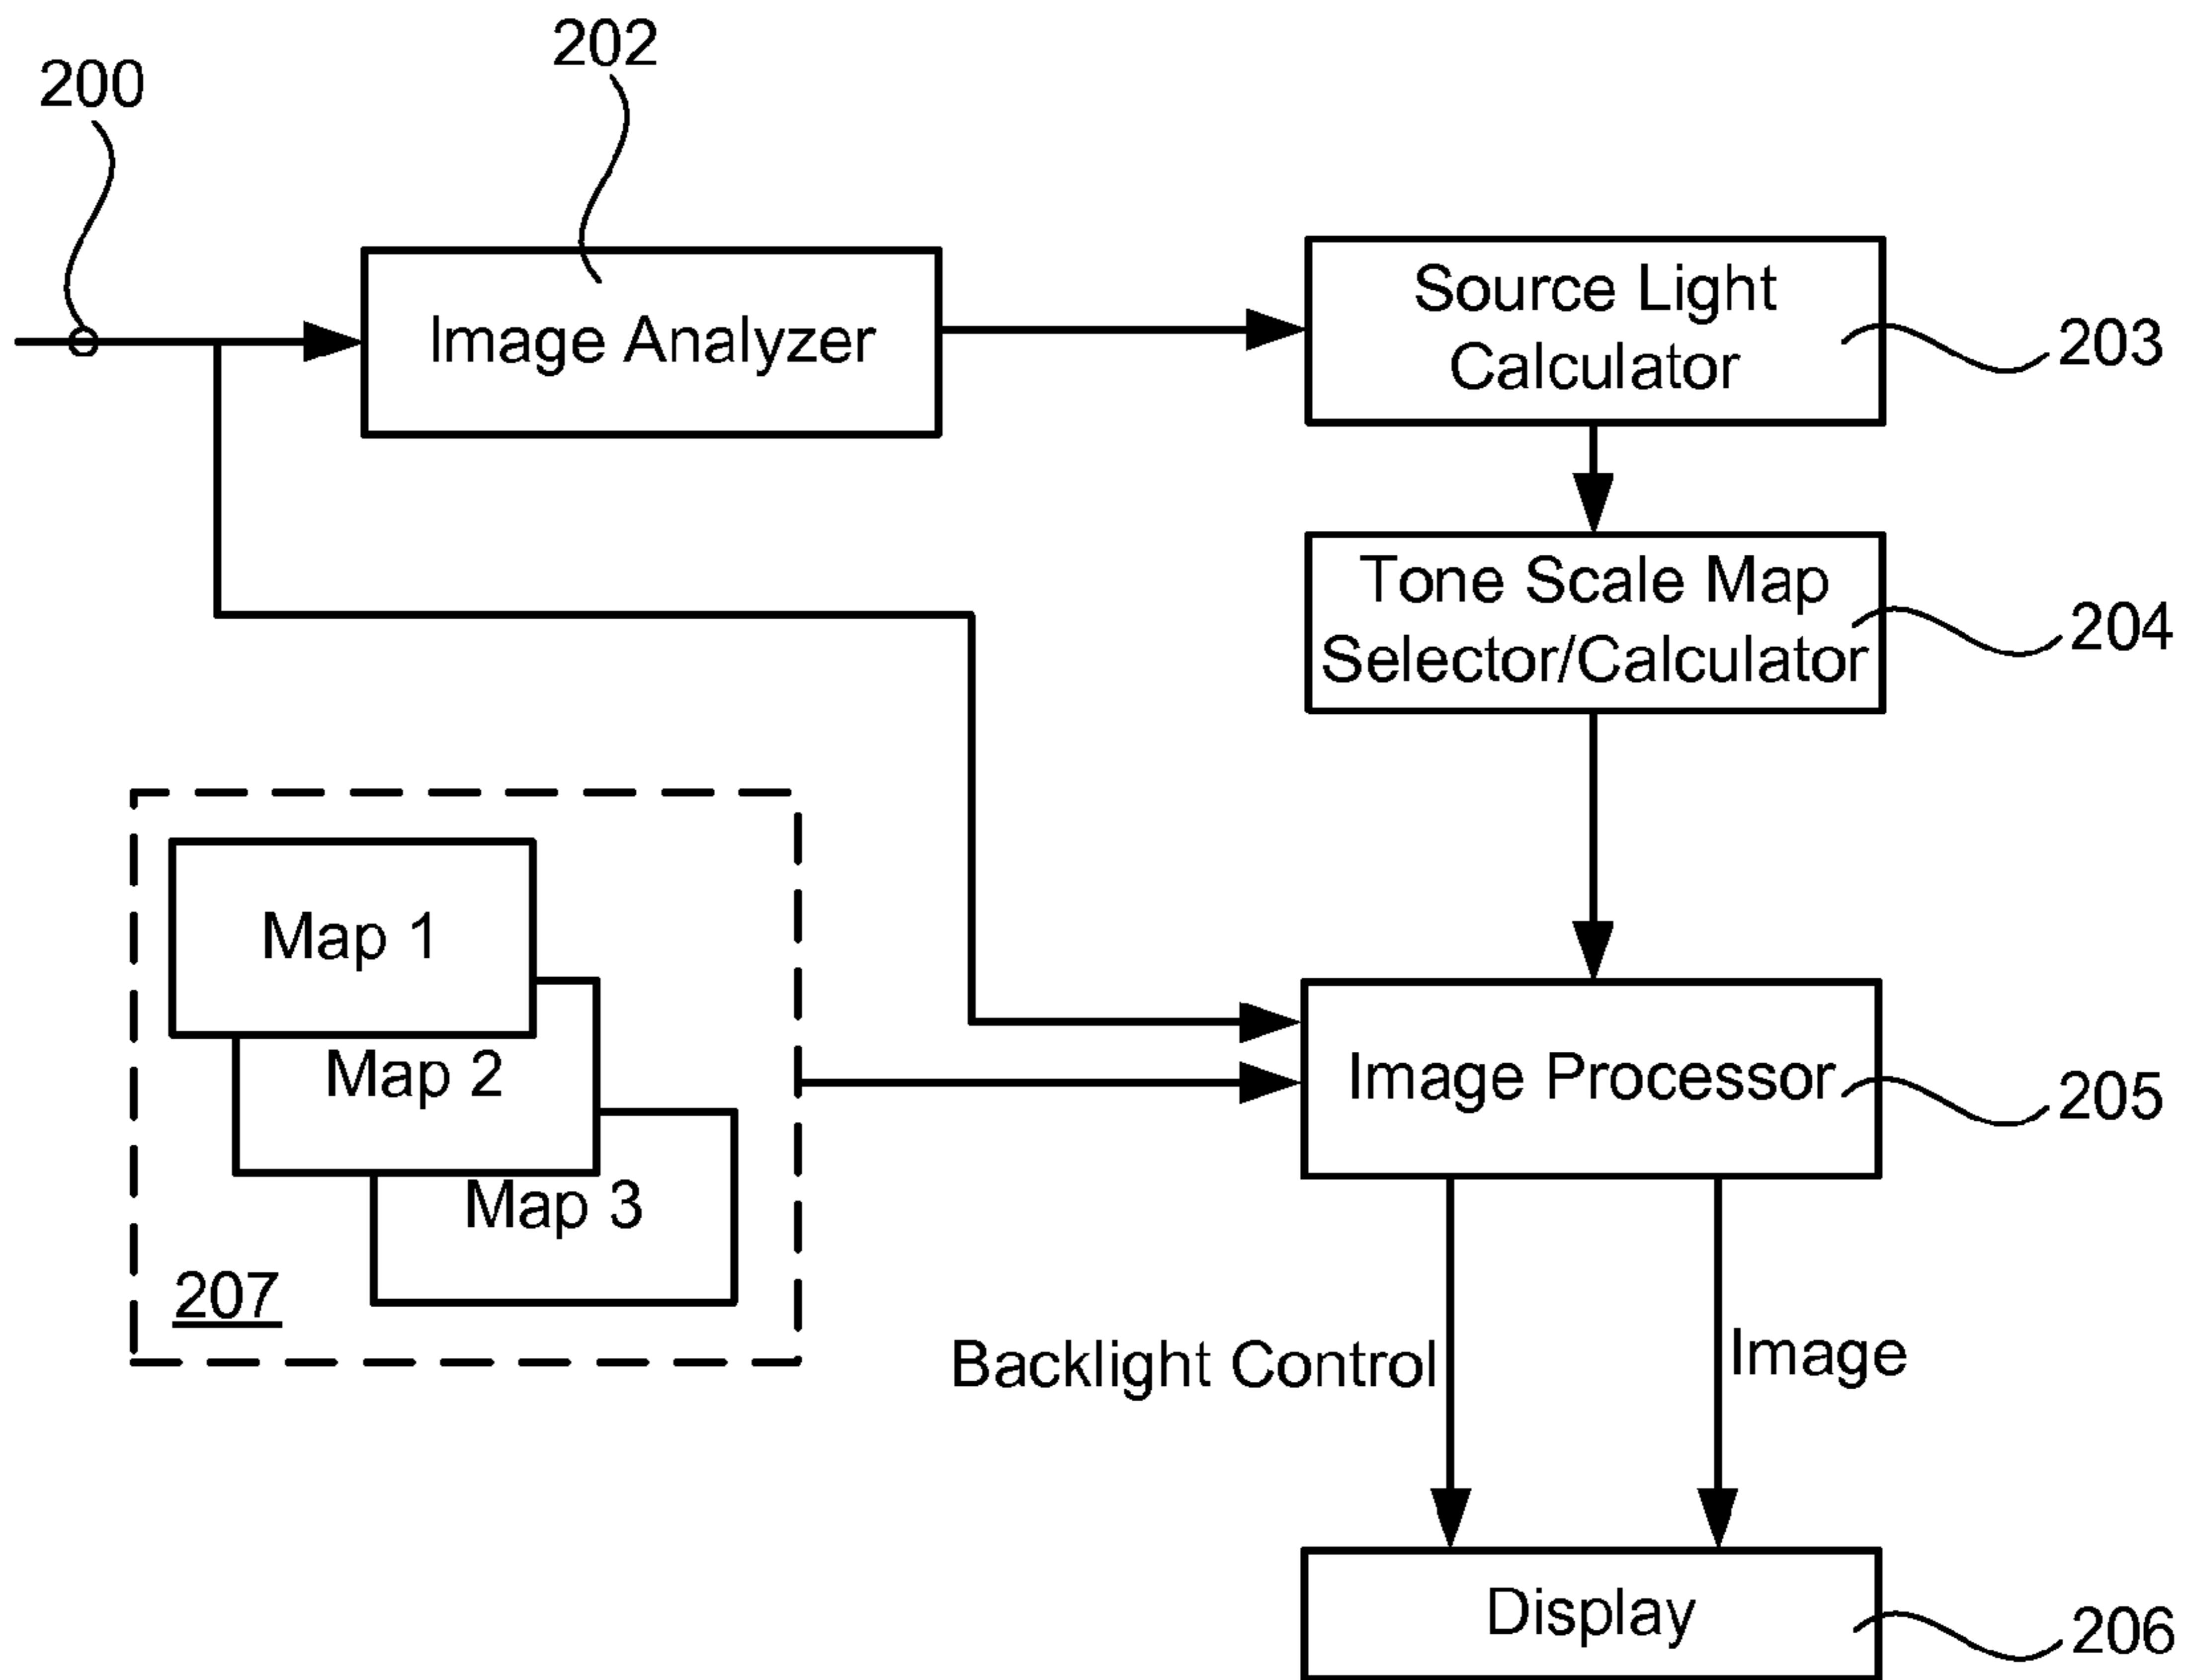 202
200
Image Analyzer
Source Light
Calculator
203
Tone Scale Map
Selector/Calculator
204
Map 1
Map 2
Map 3
207
Image Processor
205
Backlight Control
Image
Display
206